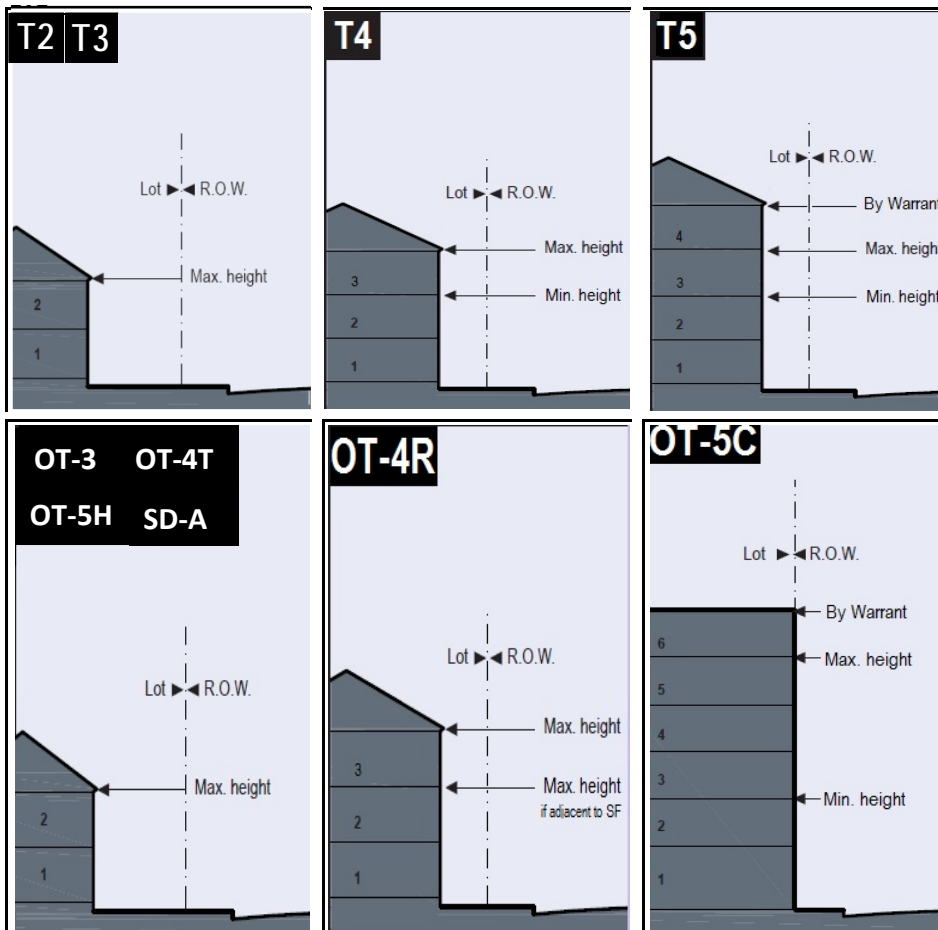 T2 T3
Lot R.O.W.
Max. height
2
1
T4
Lot R.O.W.
Max. height
3
Min. height
2
1
T5
Lot R.O.W.
By Warrant
4
Max. heigh
3
Min. height
2
1
OT-3 OT-4T
OT-5H SD-A
Lot R.O.W.
Max. height
2
1
OT-4R
Lot R.O.W.
Max. height
3
Max. height
if adjacent to SF
2
1
OT-5C
Lot R.O.W.
By Warrant
6
Max. height
5
4
3
Min. height
2
1